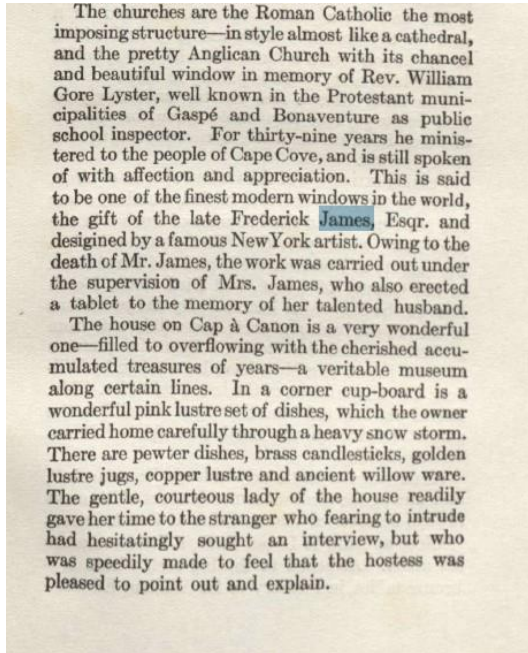 The churches are the Roman Catholic the most
imposing structure—in style almost like a cathedral,
and the pretty Anglican Church with its chancel
and beautiful window in memory of Rev. William
Gore Lyster, well known in the Protestant muni-
cipalities of Gaspé and Bonaventure as public
school inspector. For thirty-nine years he minis-
tered to the people of Cape Cove, and is still spoken
of with affection and appreciation. This is said
to be one of the finest modern windows in the world,
the gift of the late Frederick James, Esqr. and
desigined by a famous New York artist. Owing to the
death of Mr. James, the work was carried out under
the supervision of Mrs. James, who also erected
a tablet to the memory of her talented husband.
The house on Cap à Canon is a very wonderful
one—filled to overflowing with the cherished accu-
mulated treasures of years—a veritable museum
along certain lines. In a corner cup-board is a
wonderful pink lustre set of dishes, which the owner
carried home carefully through a heavy snow storm.
There are pewter dishes, brass candlesticks, golden
lustre jugs, copper lustre and ancient willow ware.
The gentle, courteous lady of the house readily
gave her time to the stranger who fearing to intrude
had hesitatingly sought an interview, but who
was speedily made to feel that the hostess was
pleased to point out and explain.